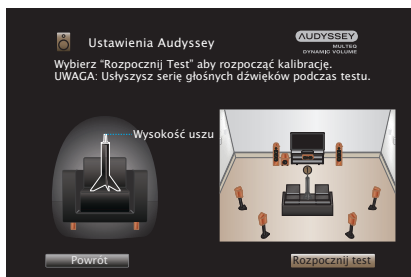 Ustawienia Audyssey
AUDYSSEY
MULTEQ
DYNAMIC VOLUME
Wybierz “Rozpocznij Test” aby rozpocząć kalibrację.
UWAGA: Usłyszysz serię głośnych dźwięków podczas testu.
Wysokość uszu
Powrót
Rozpocznij test